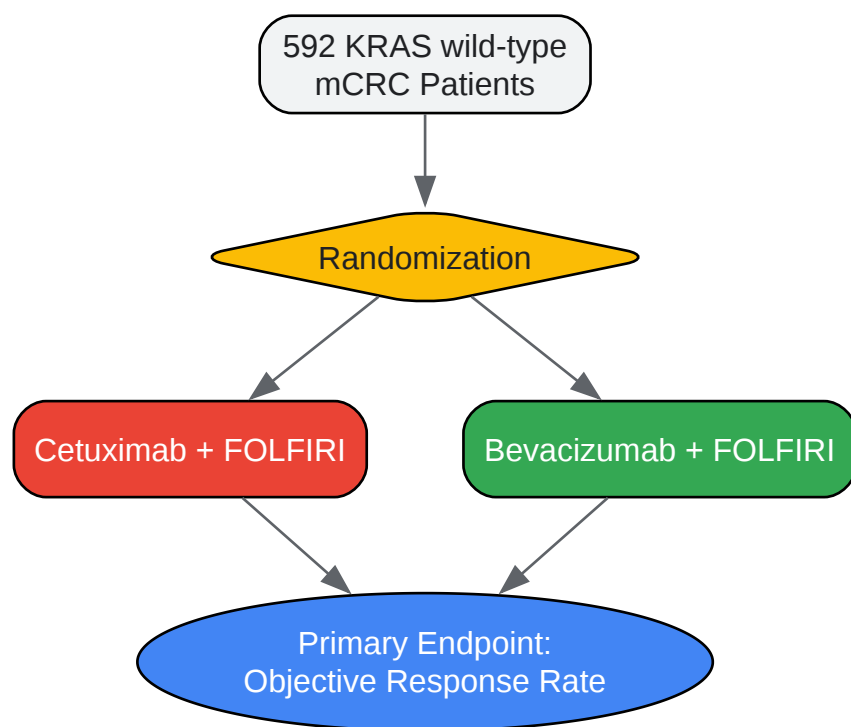 592 KRAS wild-type
mCRC Patients
Randomization
Cetuximab + FOLFIRI
Bevacizumab + FOLFIRI
Primary Endpoint:
Objective Response Rate